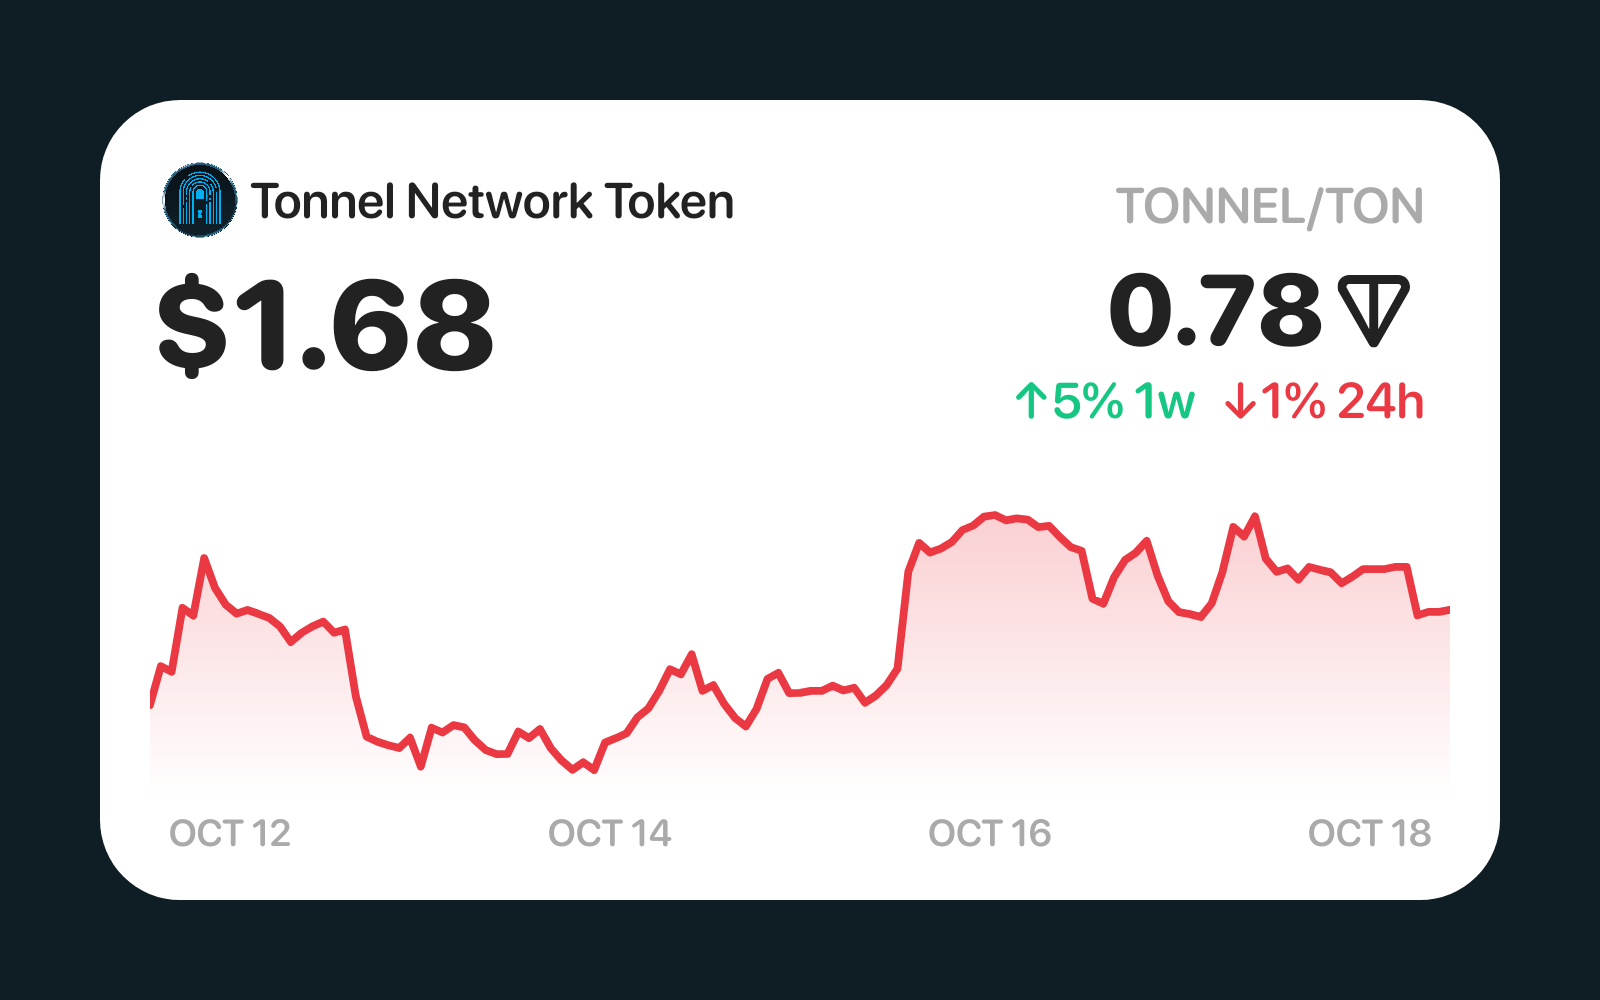 Tonnel Network Token
TONNEL/TON
$1.68
0.78
↑5% 1w ↓1% 24h
OCT 12 OCT 14 OCT 16 OCT 18